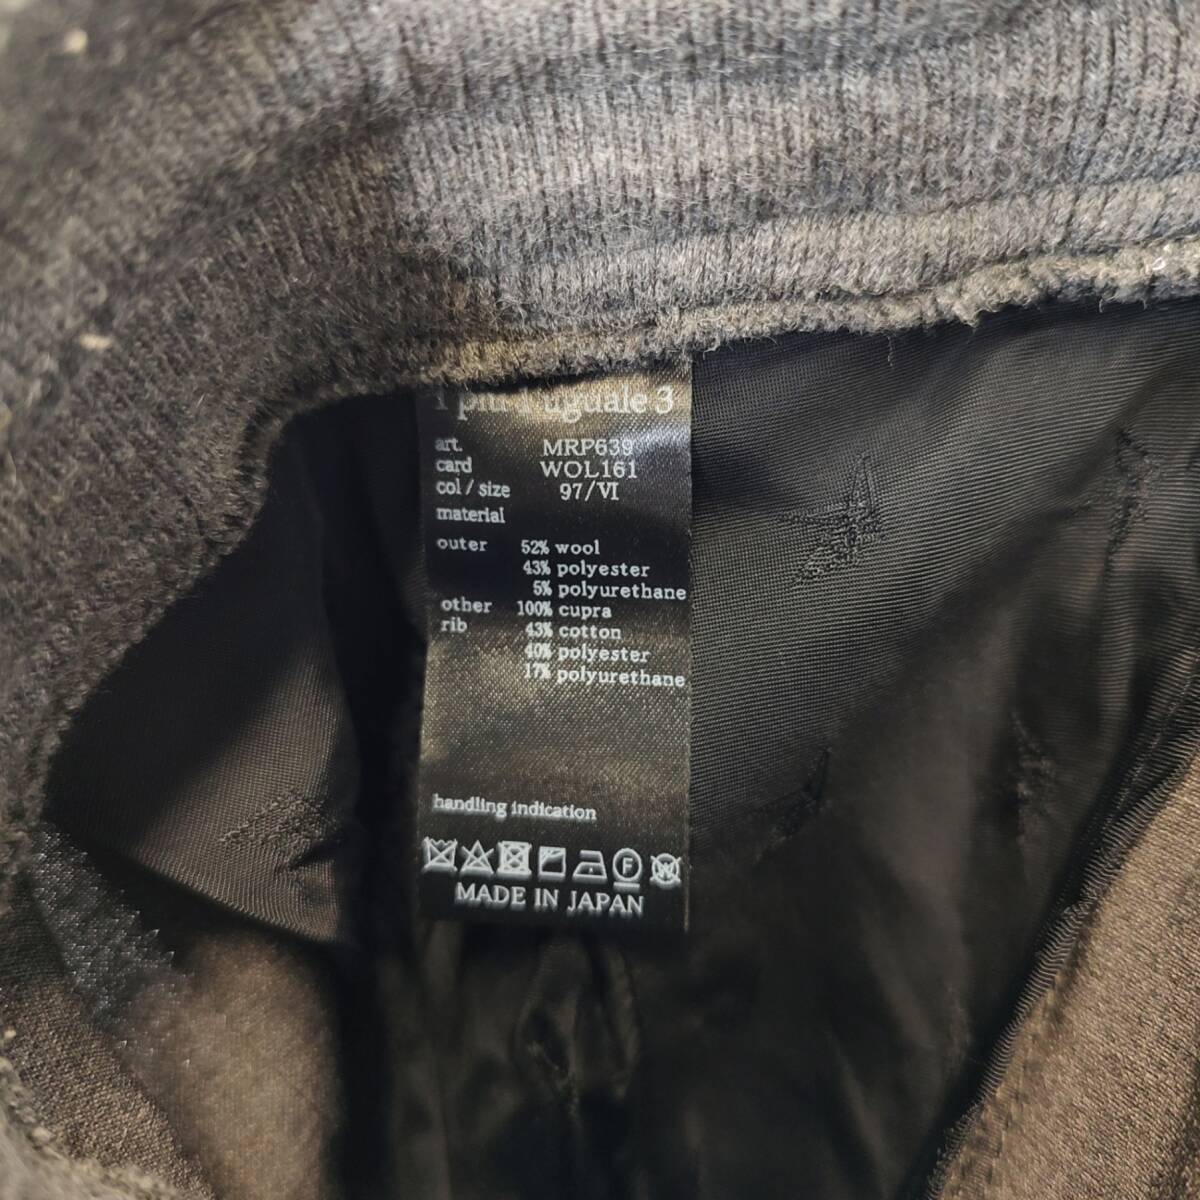 1 più 1 uguale 3
art. MRP639
card WOL161
col / size 97/VI
material
outer 52% wool
43% polyester
5% polyurethane
other 100% cupra
rib 43% cotton
40% polyester
17% polyurethane
handling indication
F W
MADE IN JAPAN